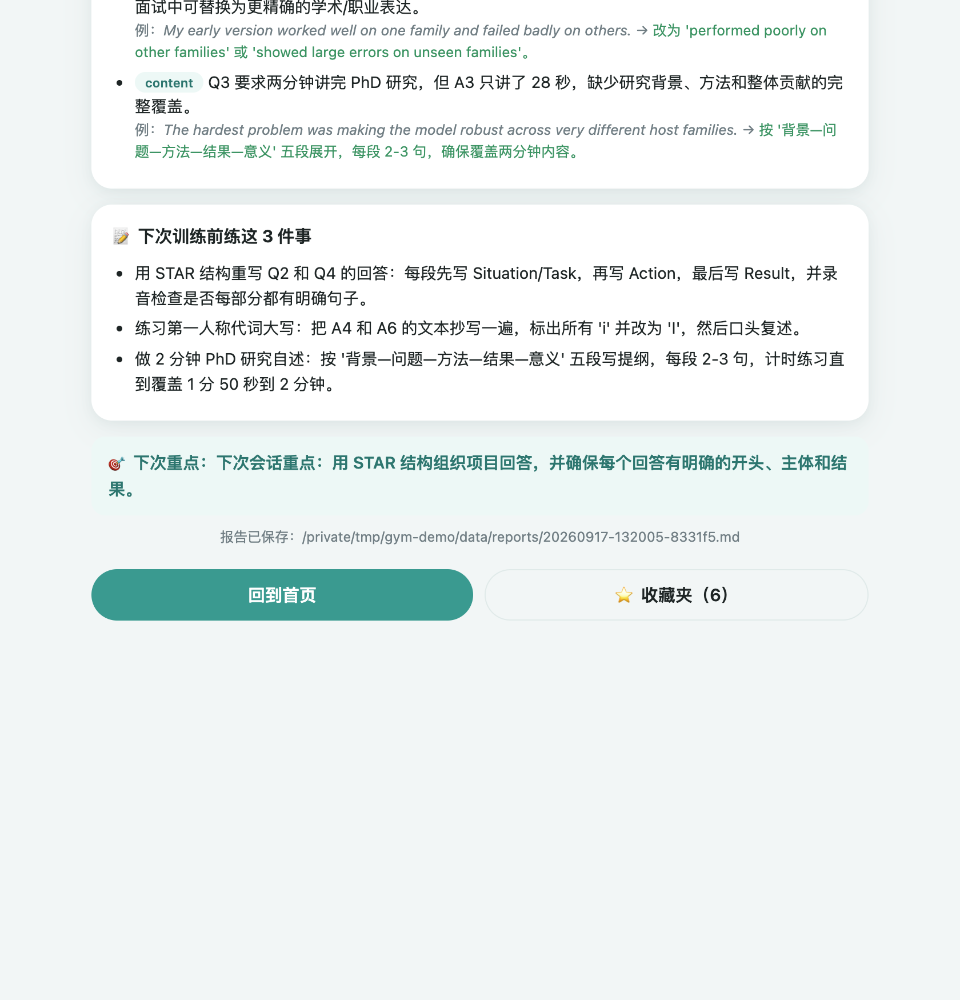 面试中可替换为更精确的学术/职业表达。
例：My early version worked well on one family and failed badly on others. → 改为 'performed poorly on
other families' 或 'showed large errors on unseen families'。
content Q3 要求两分钟讲完 PhD 研究，但 A3 只讲了 28 秒，缺少研究背景、方法和整体贡献的完
整覆盖。
例：The hardest problem was making the model robust across very different host families. → 按 '背景—问
题—方法—结果—意义' 五段展开，每段 2-3 句，确保覆盖两分钟内容。
下次训练前练这 3 件事
用 STAR 结构重写 Q2 和 Q4 的回答：每段先写 Situation/Task，再写 Action，最后写 Result，并录
音检查是否每部分都有明确句子。
练习第一人称代词大写：把 A4 和 A6 的文本抄写一遍，标出所有 'i' 并改为 'I'，然后口头复述。
做 2 分钟 PhD 研究自述：按 '背景—问题—方法—结果—意义' 五段写提纲，每段 2-3 句，计时练习直
到覆盖 1 分 50 秒到 2 分钟。
下次重点：下次会话重点：用 STAR 结构组织项目回答，并确保每个回答有明确的开头、主体和结
果。
报告已保存：/private/tmp/gym-demo/data/reports/20260917-132005-8331f5.md
回到首页
收藏夹（6）